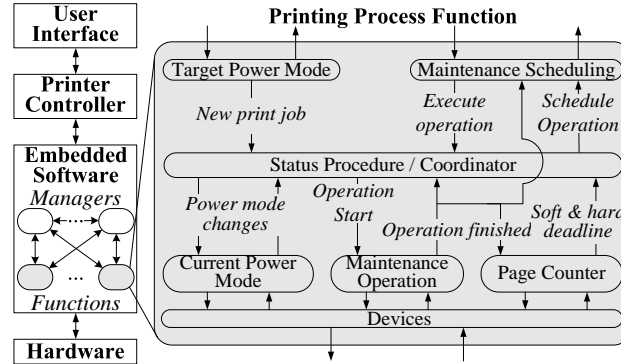 User
Interface
Printer
Controller
Embedded
Software
Managers
...
...
Functions
Hardware
Printing Process Function
Target Power Mode
Maintenance Scheduling
New print job
Execute
operation
Schedule
Operation
Status Procedure / Coordinator
Power mode
changes
Operation
Start
Operation finished
Soft & hard
deadline
Current Power
Mode
Maintenance
Operation
Page Counter
Devices